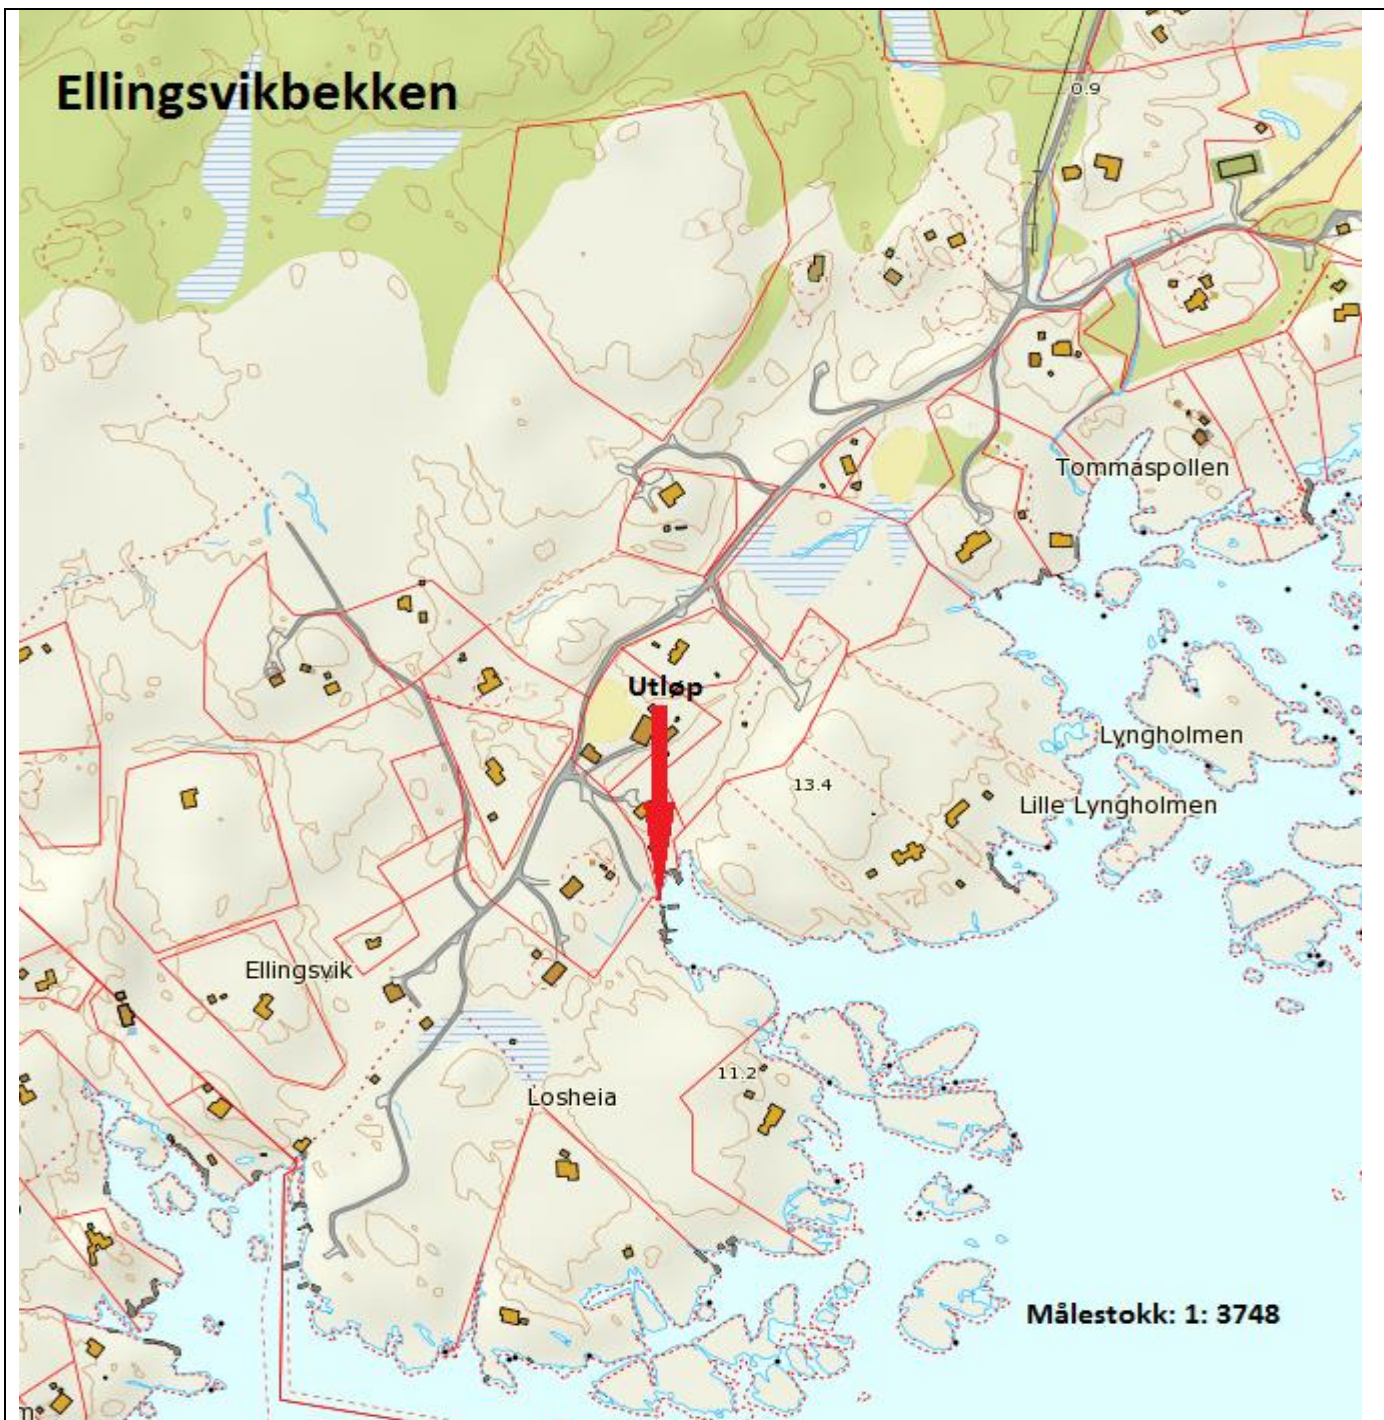 Ellingsvikbekken
0.9
Tommaspollen
Utløp
Lyngholmen
13.4
Lille Lyngholmen
Ellingsvik
11.2
Losheia
Målestokk: 1: 3748